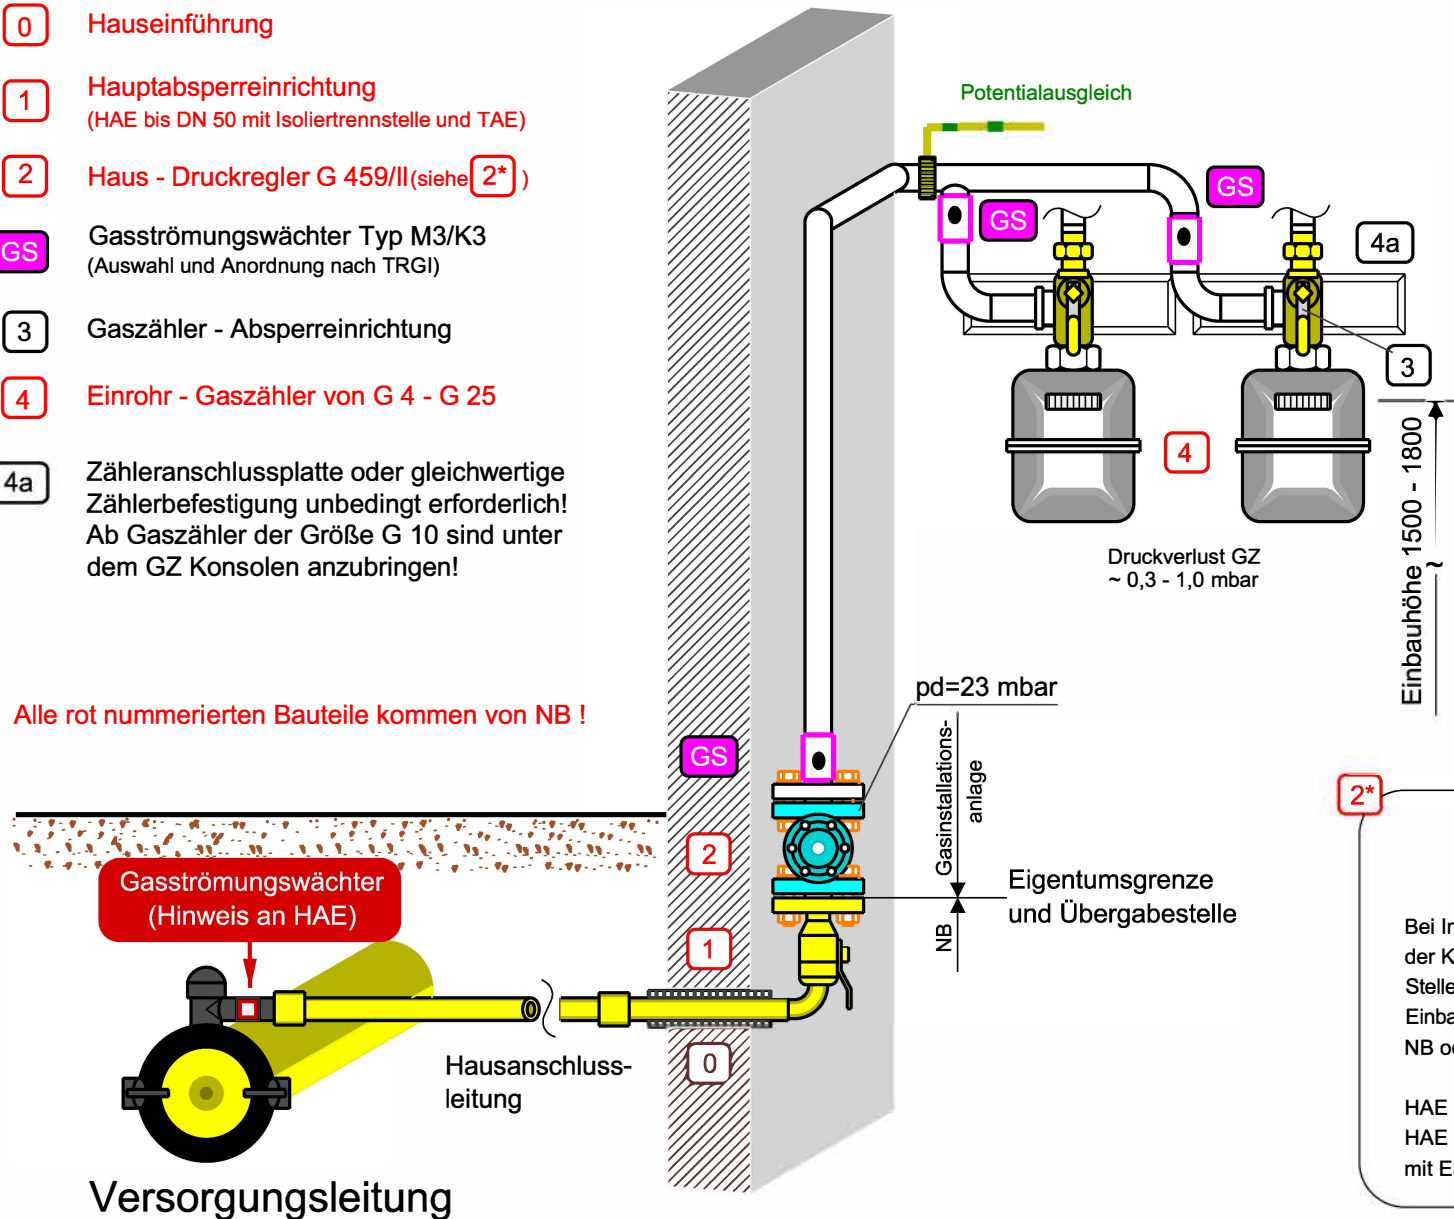 0 Hauseinführung
1 Hauptabsperreinrichtung
(HAE bis DN 50 mit Isoliertrennstelle und TAE)
2 Haus - Druckregler G 459/II (siehe 2* )
GS Gasströmungswächter Typ M3/K3
(Auswahl und Anordnung nach TRGI)
3 Gaszähler - Absperreinrichtung
4 Einrohr - Gaszähler von G 4 - G 25
4a Zähleranschlussplatte oder gleichwertige
Zählerbefestigung unbedingt erforderlich!
Ab Gaszähler der Größe G 10 sind unter
dem GZ Konsolen anzubringen!
Alle rot nummerierten Bauteile kommen von NB !
Potentialausgleich
GS
GS
4a
3
4
Druckverlust GZ
~ 0,3 - 1,0 mbar
Einbauhöhe ~ 1500 - 1800
pd=23 mbar
GS
Gasinstallations-
anlage
NB
2
Eigentumsgrenze
und Übergabestelle
1
0
Gasströmungswächter
(Hinweis an HAE)
Hausanschluss-
leitung
Versorgungsleitung
2*
Bei
der
Stelle
NB
HAE
HAE
mit